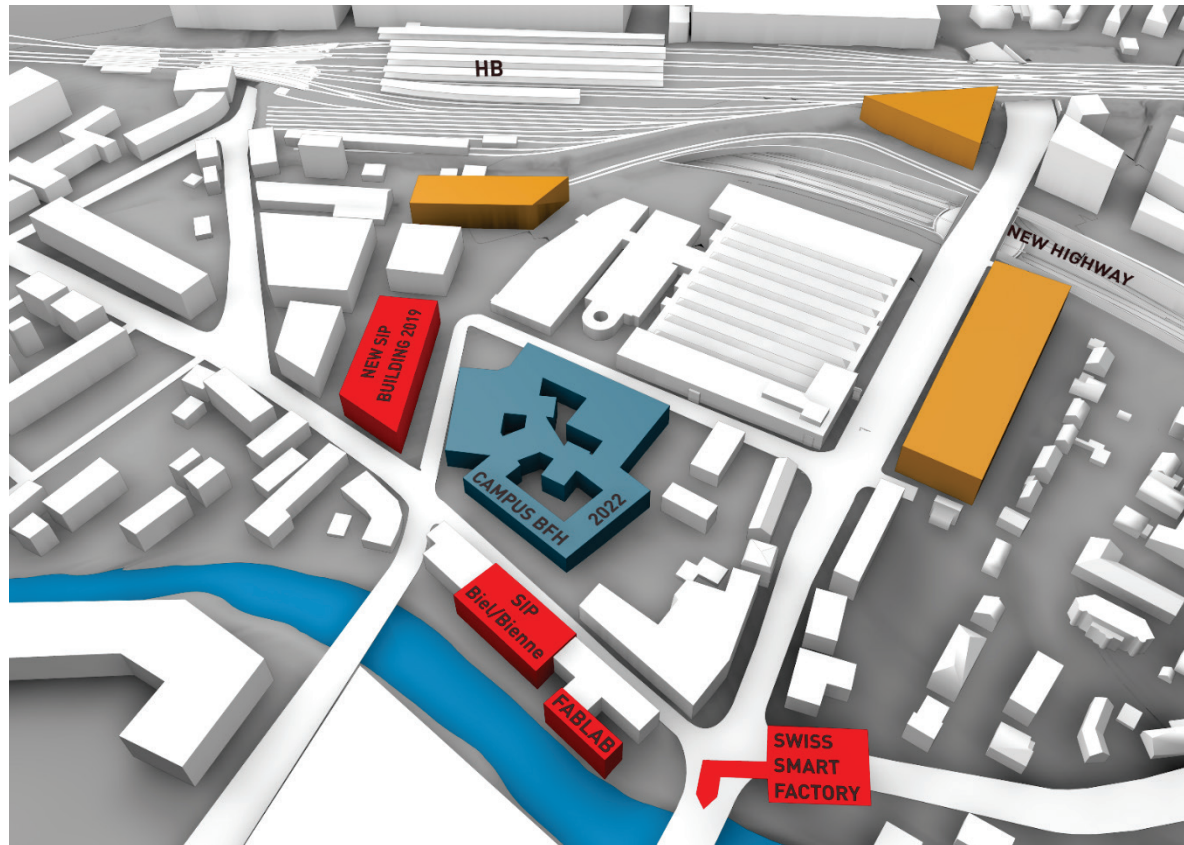 HB
NEW HIGHWAY
NEW SIP
BUILDING 2019
CAMPUS BFH
2022
SIP
Biel/Bienne
FABLAB
SWISS
SMART
FACTORY